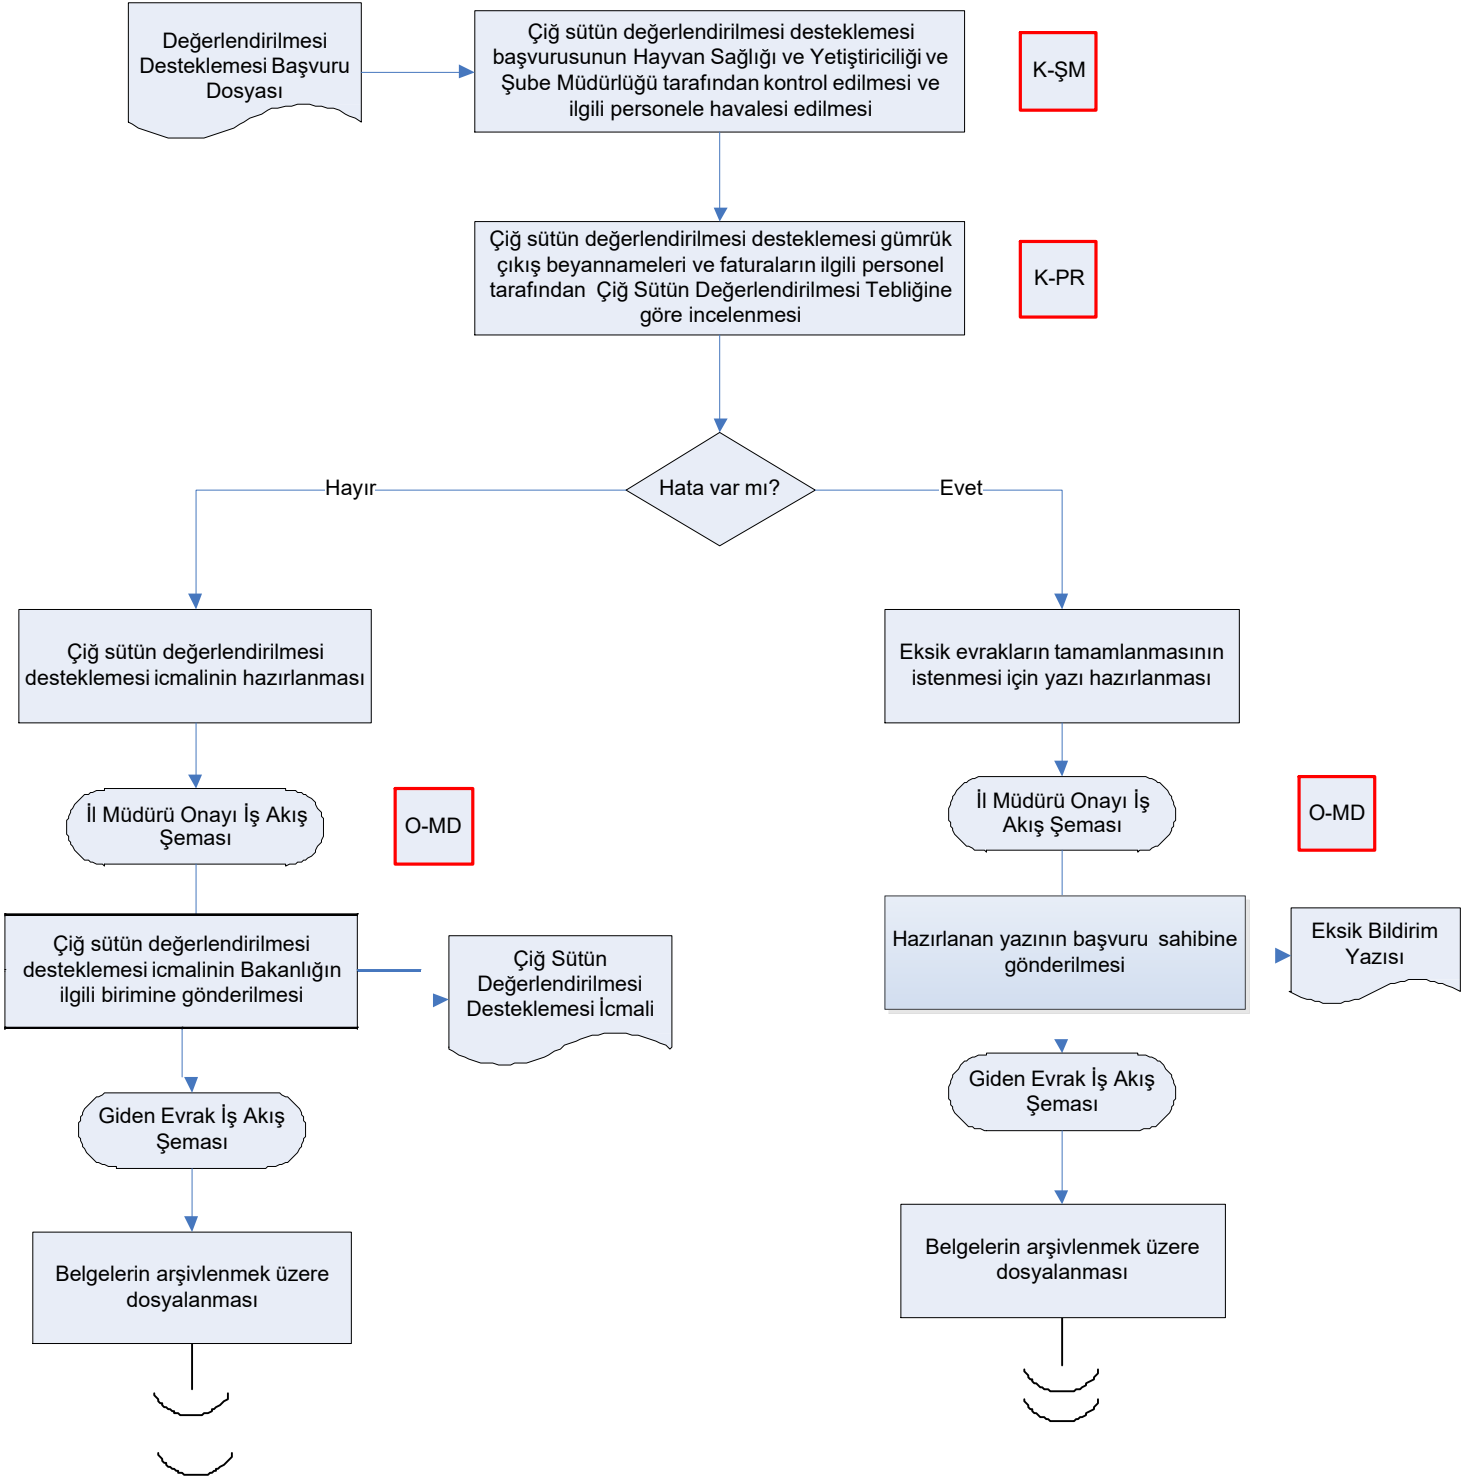 Değerlendirilmesi
Desteklemesi Başvuru
Dosyası
Çiğ sütün değerlendirilmesi desteklemesi
başvurusunun Hayvan Sağlığı ve Yetiştiriciliği ve
Şube Müdürlüğü tarafından kontrol edilmesi ve
ilgili personele havalesi edilmesi
K-ŞM
Çiğ sütün değerlendirilmesi desteklemesi gümrük
çıkış beyannameleri ve faturaların ilgili personel
tarafından Çiğ Sütün Değerlendirilmesi Tebliğine
göre incelenmesi
K-PR
Hata var mı?
Hayır
Evet
Çiğ sütün değerlendirilmesi
desteklemesi icmalinin hazırlanması
Eksik evrakların tamamlanmasının
istenmesi için yazı hazırlanması
İl Müdürü Onayı İş Akış
Şeması
O-MD
İl Müdürü Onayı İş
Akış Şeması
O-MD
Çiğ sütün değerlendirilmesi
desteklemesi icmalinin Bakanlığın
ilgili birimine gönderilmesi
Çiğ Sütün
Değerlendirilmesi
Desteklemesi İcmali
Hazırlanan yazının başvuru sahibine
gönderilmesi
Eksik Bildirim
Yazısı
Giden Evrak İş Akış
Şeması
Giden Evrak İş Akış
Şeması
Belgelerin arşivlenmek üzere
dosyalanması
Belgelerin arşivlenmek üzere
dosyalanması